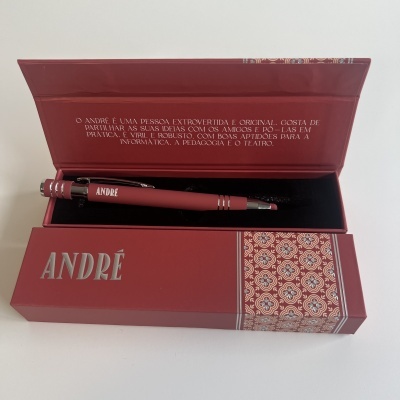 O ANDRÉ É UMA PESSOA EXTROVERTIDA E ORIGINAL, GOSTA DE
PARTILHAR AS SUAS IDEIAS COM OS AMIGOS E PÔ-LAS EM
PRÁTICA. É VIRIL E ROBUSTO, COM BOAS APTIDÕES PARA A
INFORMÁTICA, A PEDAGOGIA E O TEATRO.
ANDRÉ
ANDRÉ